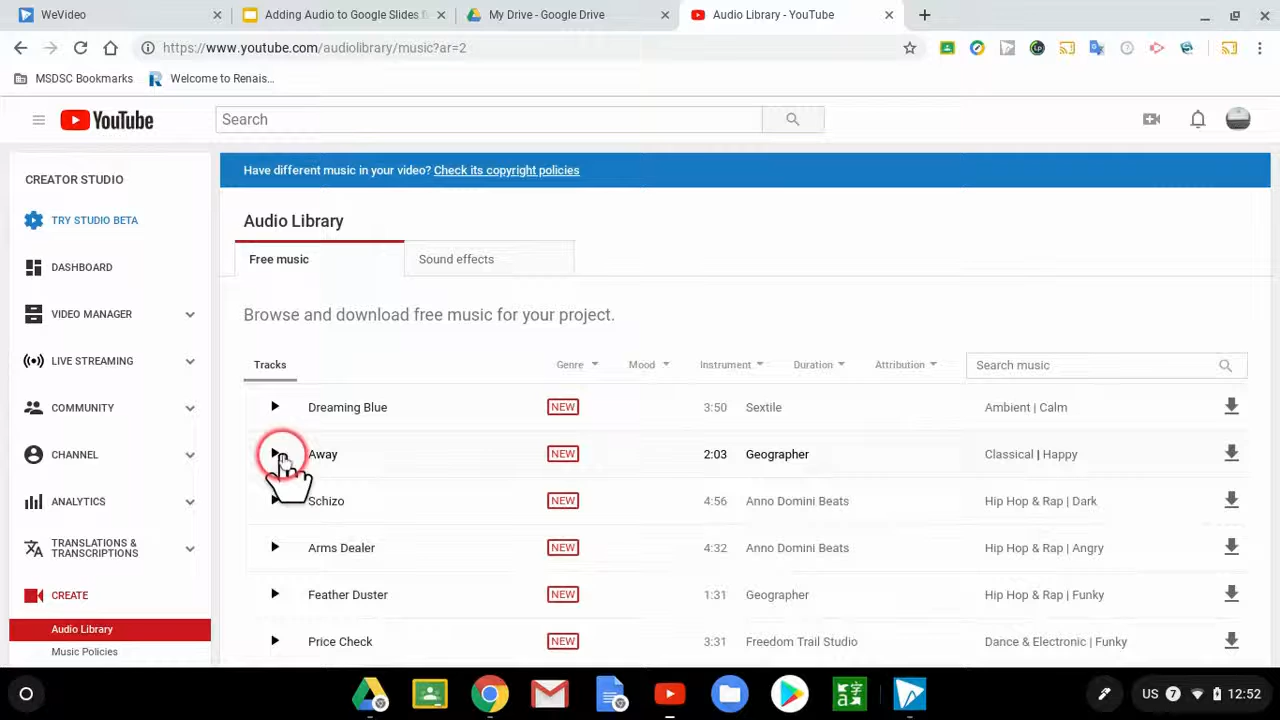 WeVideo
Adding Audio to Google Slides f
My Drive - Google Drive
Audio Library - YouTube
https://www.youtube.com/audiolibrary/music?ar=2
MSDSC Bookmarks
Welcome to Renais...
YouTube
Search
CREATOR STUDIO
TRY STUDIO BETA
DASHBOARD
VIDEO MANAGER
LIVE STREAMING
COMMUNITY
CHANNEL
ANALYTICS
TRANSLATIONS &
TRANSCRIPTIONS
CREATE
Audio Library
Music Policies
Have different music in your video? Check its copyright policies
Audio Library
Free music
Sound effects
Browse and download free music for your project.
Tracks Genre Mood Instrument Duration Attribution Search music
Dreaming Blue NEW 3:50 Sextile Ambient | Calm
Away NEW 2:03 Geographer Classical | Happy
Schizo NEW 4:56 Anno Domini Beats Hip Hop & Rap | Dark
Arms Dealer NEW 4:32 Anno Domini Beats Hip Hop & Rap | Angry
Feather Duster NEW 1:31 Geographer Hip Hop & Rap | Funky
Price Check NEW 3:31 Freedom Trail Studio Dance & Electronic | Funky
US 7 12:52